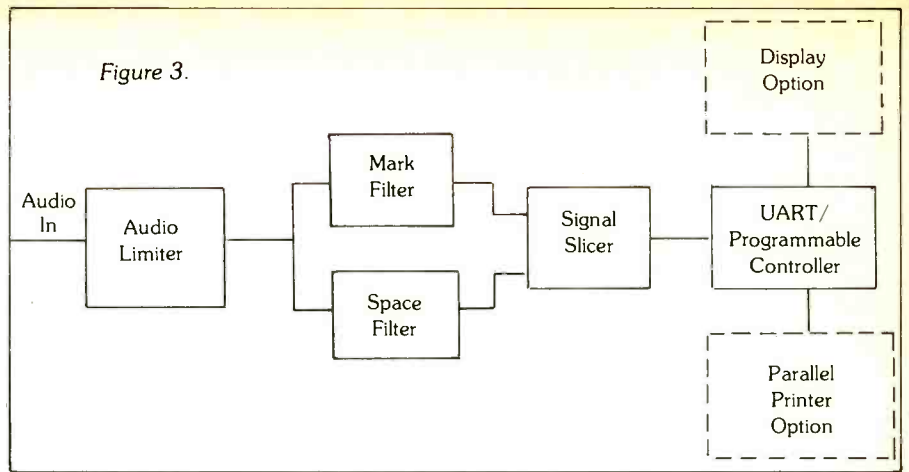 Figure 3.
Display
Option
Mark
Filter
Audio
In
Audio
Limiter
Signal
Slicer
UART/
Programmable
Controller
Space
Filter
Parallel
Printer
Option